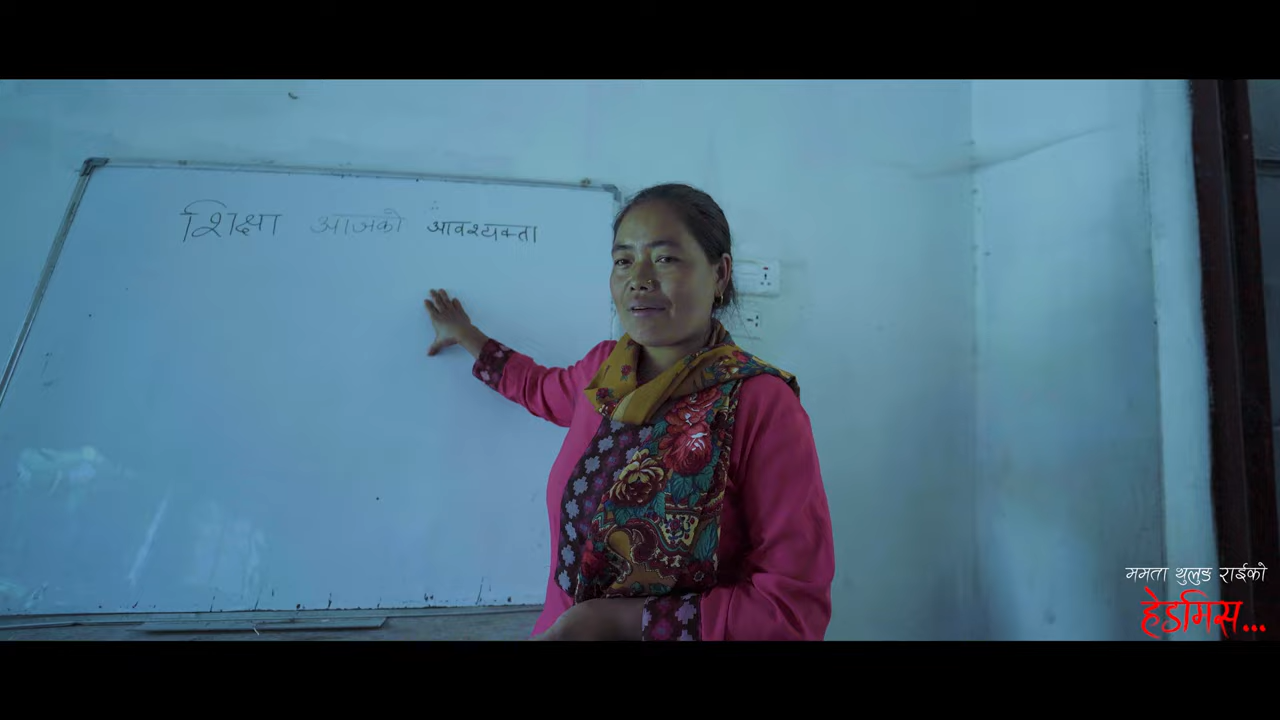 शिक्षा आजको आवश्यक्ता
ममता थुलुङ राईको
हेडमिस...